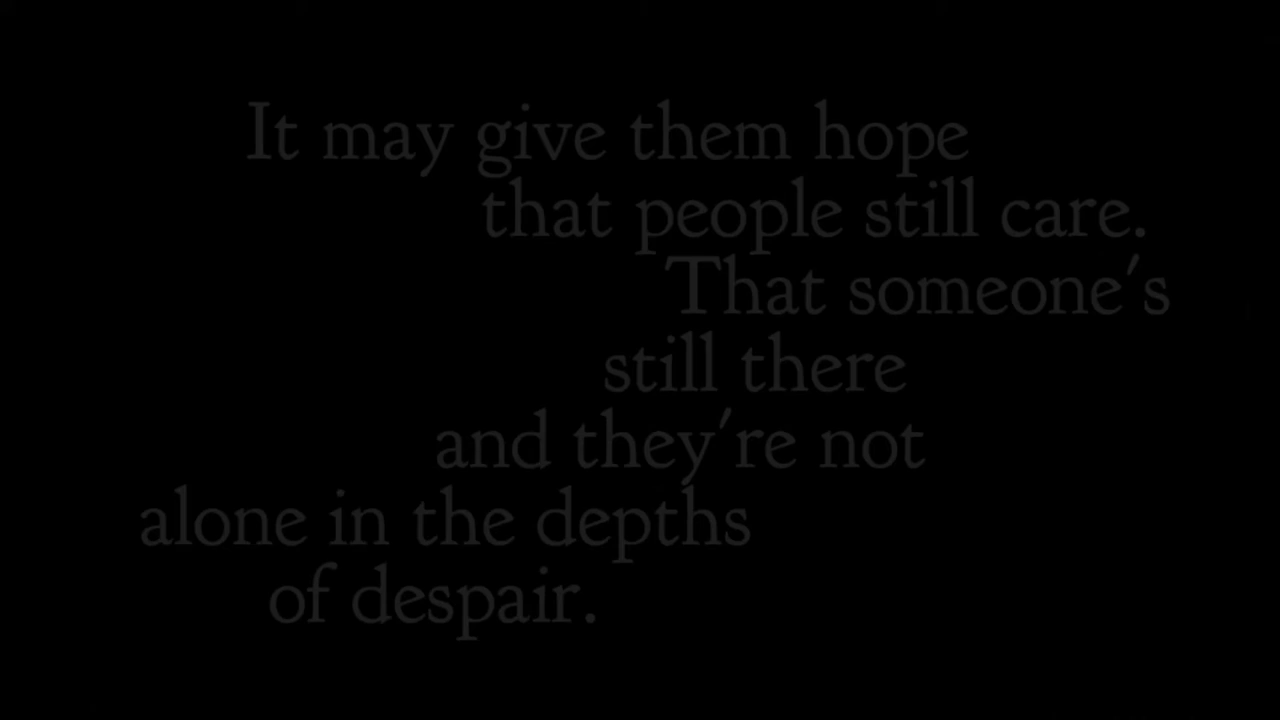 It may give them hope
that people still care.
That someone's
still there
and they're not
alone in the depths
of despair.